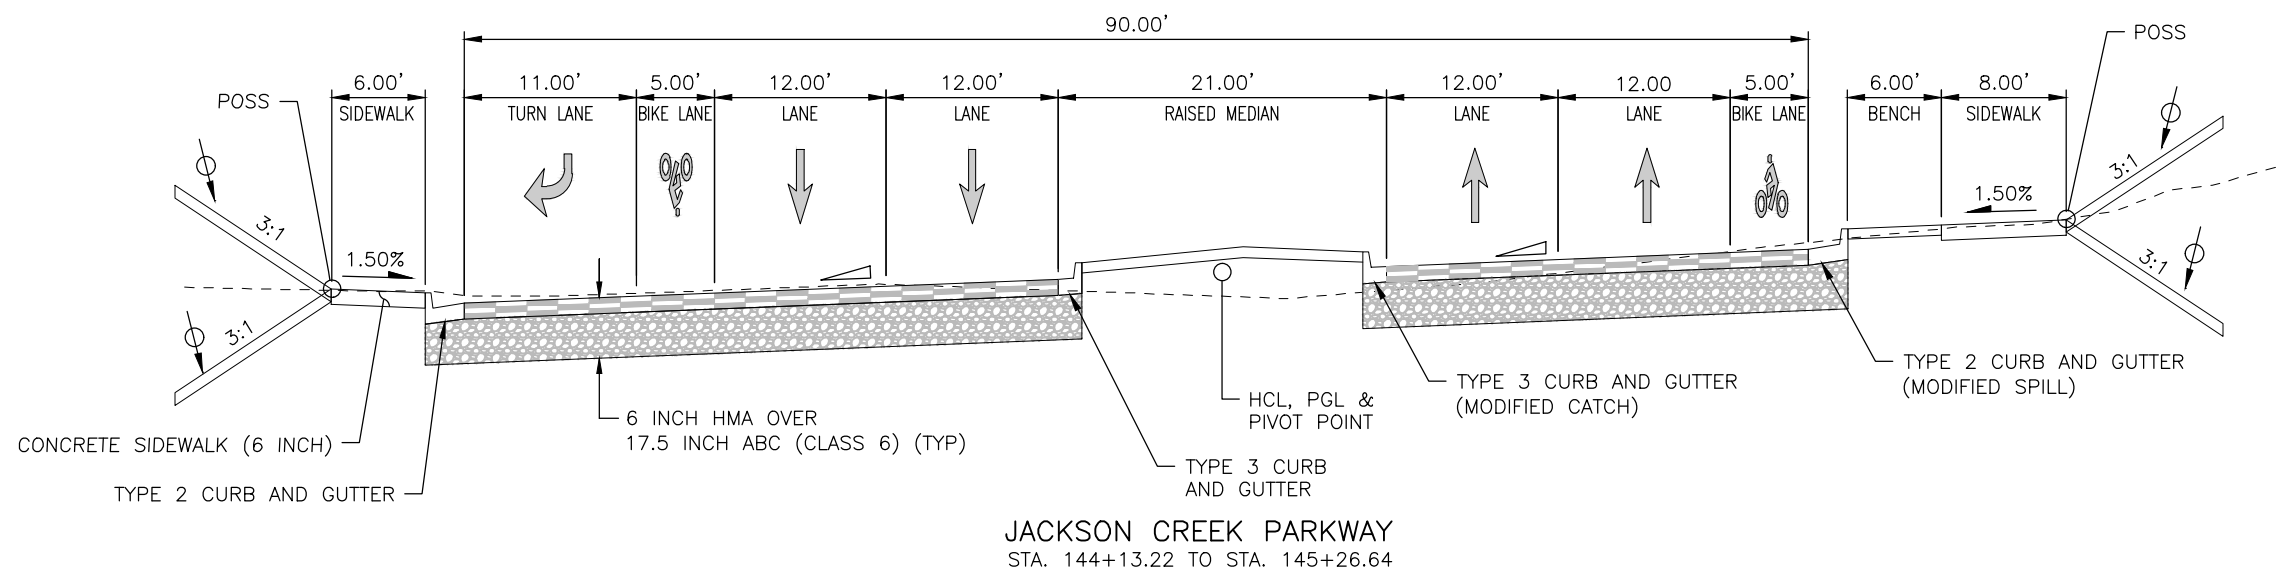 90.00'
POSS
6.00' 11.00' 5.00' 12.00' 12.00' 21.00' 12.00' 12.00 5.00' 6.00' 8.00'
POSS
SIDEWALK TURN LANE BIKE LANE LANE LANE RAISED MEDIAN LANE LANE BIKE LANE BENCH SIDEWALK
3:1
3:1
1.50%
1.50%
3:1
3:1
TYPE 2 CURB AND GUTTER
(MODIFIED SPILL)
TYPE 3 CURB AND GUTTER
(MODIFIED CATCH)
HCL, PGL &
PIVOT POINT
6 INCH HMA OVER
17.5 INCH ABC (CLASS 6) (TYP)
CONCRETE SIDEWALK (6 INCH)
TYPE 3 CURB
AND GUTTER
TYPE 2 CURB AND GUTTER
JACKSON CREEK PARKWAY
STA. 144+13.22 TO STA. 145+26.64